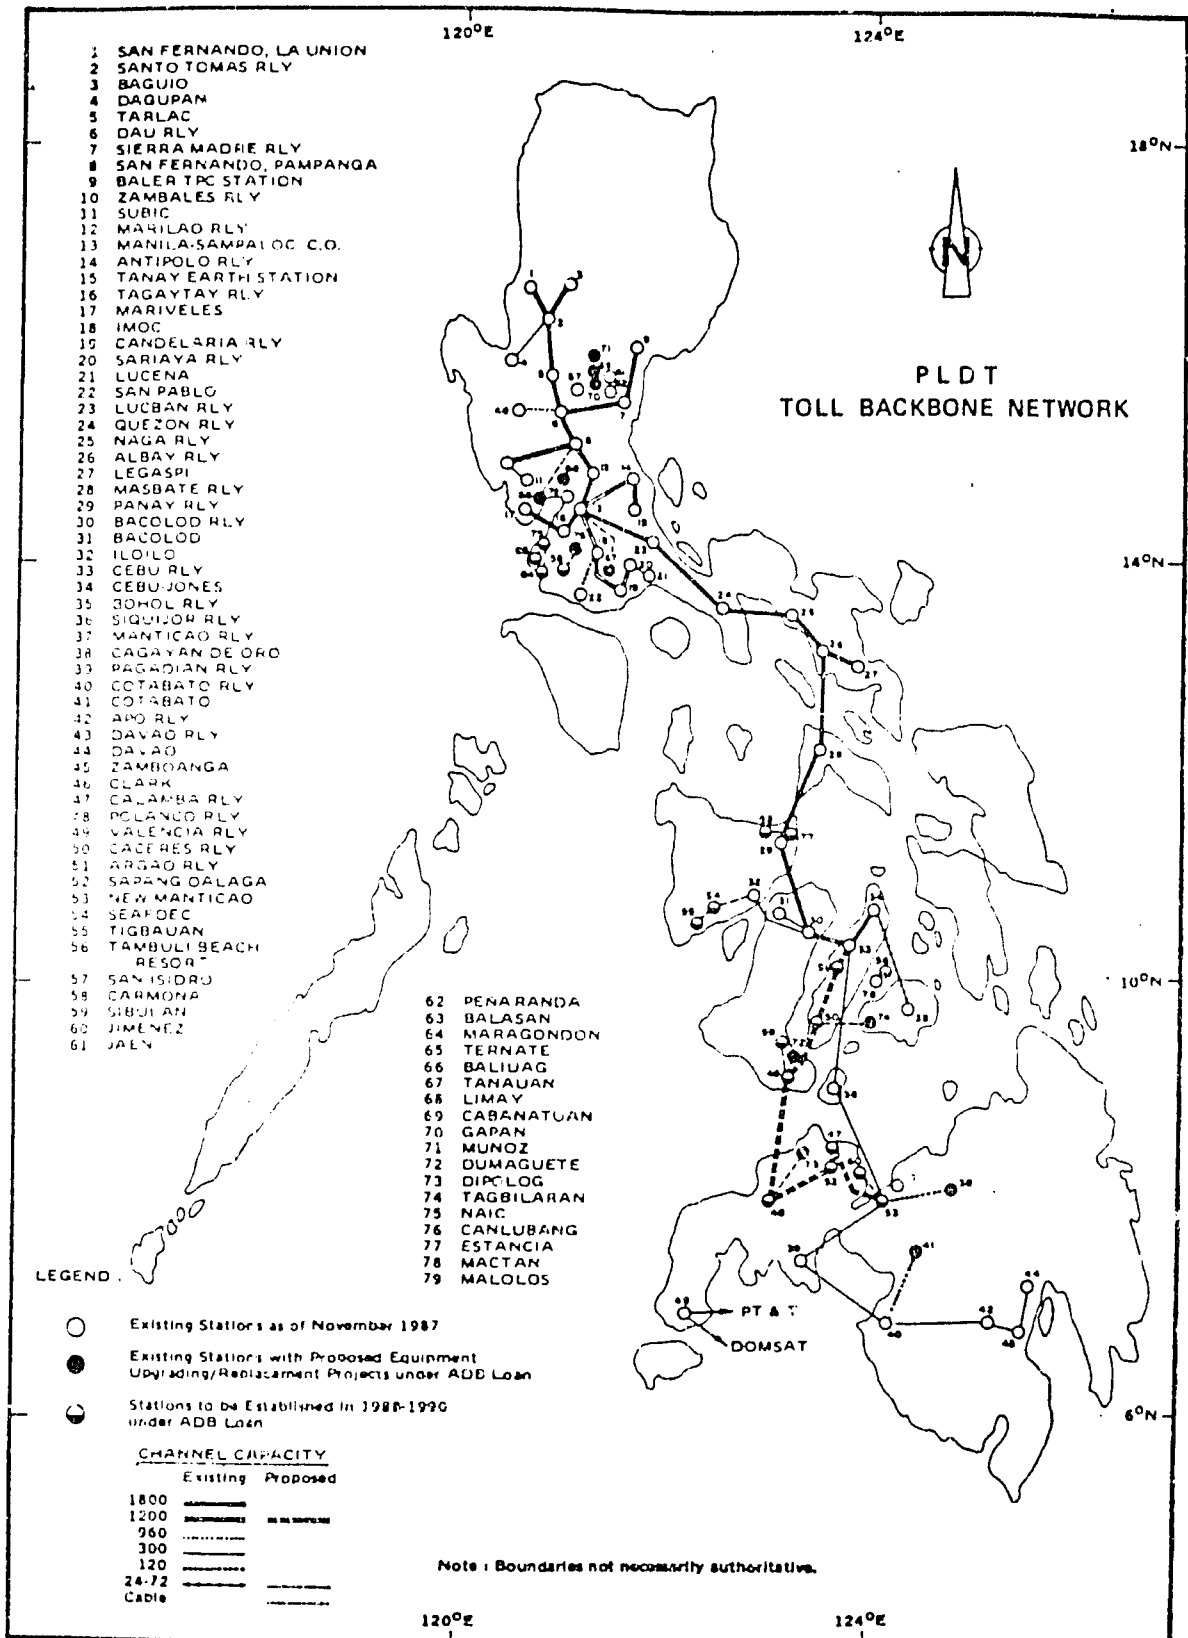 120°E
124°E
1 SAN FERNANDO, LA UNION
2 SANTO TOMAS RLY
3 BAGUIO
4 DAGUPAN
5 TARLAC
6 DAU RLY
7 SIERRA MADRE RLY
8 SAN FERNANDO, PAMPANGA
9 BALER TPC STATION
10 ZAMBALES RLY
11 SUBIC
12 MARILAO RLY
13 MANILA-SAMPALOC C.O.
14 ANTIPOLO RLY
15 TANAY EARTH STATION
16 TAGAYTAY RLY
17 MARIVELES
18 IMOC
19 CANDELARIA RLY
20 SARIAYA RLY
21 LUCENA
22 SAN PABLO
23 LUCBAN RLY
24 QUEZON RLY
25 NAGA RLY
26 ALBAY RLY
27 LEGASPI
28 MASBATE RLY
29 PANAY RLY
30 BACOLOD RLY
31 BACOLOD
32 ILOILO
33 CEBU RLY
34 CEBU-JONES
35 BOHOL RLY
36 SIQUIJOR RLY
37 MANTICAO RLY
38 CAGAYAN DE ORO
39 PAGADIAN RLY
40 COTABATO RLY
41 COTABATO
42 APO RLY
43 DAVAO RLY
44 DAVAO
45 ZAMBOANGA
46 CLARK
47 CALAMBA RLY
48 POLANCO RLY
49 VALENCIA RLY
50 CACERES RLY
51 ARGAO RLY
52 SAPANG DALAGA
53 NEW MANTICAO
54 SEAFDEC
55 TIGBAUAN
56 TAMBULI BEACH
RESORT
57 SAN ISIDRO
58 CARMONA
59 SIBULAN
60 JIMENEZ
61 JAEN
62 PEÑARANDA
63 BALASAN
64 MARAGONDON
65 TERNATE
66 BALIUAG
67 TANAUAN
68 LIMAY
69 CABANATUAN
70 GAPAN
71 MUNOZ
72 DUMAGUETE
73 DIPOLOG
74 TAGBILARAN
75 NAIC
76 CANLUBANG
77 ESTANCIA
78 MACTAN
79 MALOLOS
18°N
N
PLDT
TOLL BACKBONE NETWORK
14°N
10°N
6°N
PT & T
DOMSAT
LEGEND
Existing Stations as of November 1987
Existing Stations with Proposed Equipment
Upgrading/Replacement Projects under ADB Loan
Stations to be Established in 1988-1990
under ADB Loan
CHANNEL CAPACITY
Existing Proposed
1800
1200
960
300
120
24-72
Cable
Note : Boundaries not necessarily authoritative.
120°E
124°E